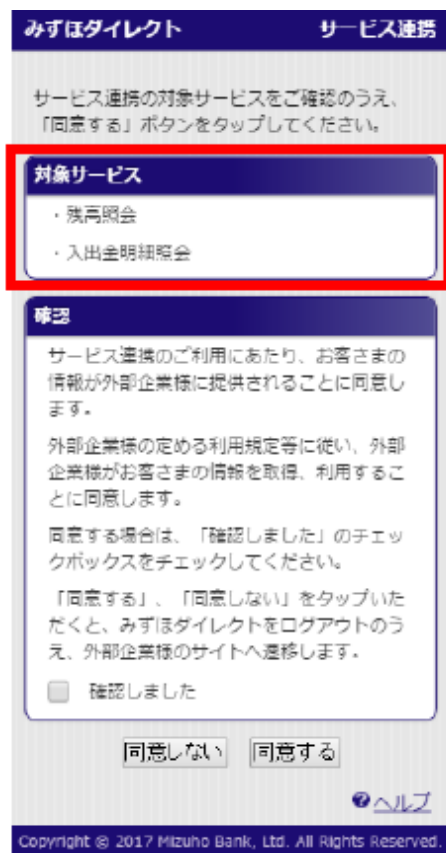 みずほダイレクト サービス連携
サービス連携の対象サービスをご確認のうえ、
「同意する」ボタンをタップしてください。
対象サービス
・残高照会
・入出金明細照会
確認
サービス連携のご利用にあたり、お客さまの
情報が外部企業様に提供されることに同意し
ます。
外部企業様の定める利用規定等に従い、外部
企業様がお客さまの情報を取得、利用するこ
とに同意します。
同意する場合は、「確認しました」のチェッ
クボックスをチェックしてください。
「同意する」、「同意しない」をタップいた
だくと、みずほダイレクトをログアウトのう
え、外部企業様のサイトへ遷移します。
確認しました
同意しない 同意する
ヘルプ
Copyright © 2017 Mizuho Bank, Ltd. All Rights Reserved.